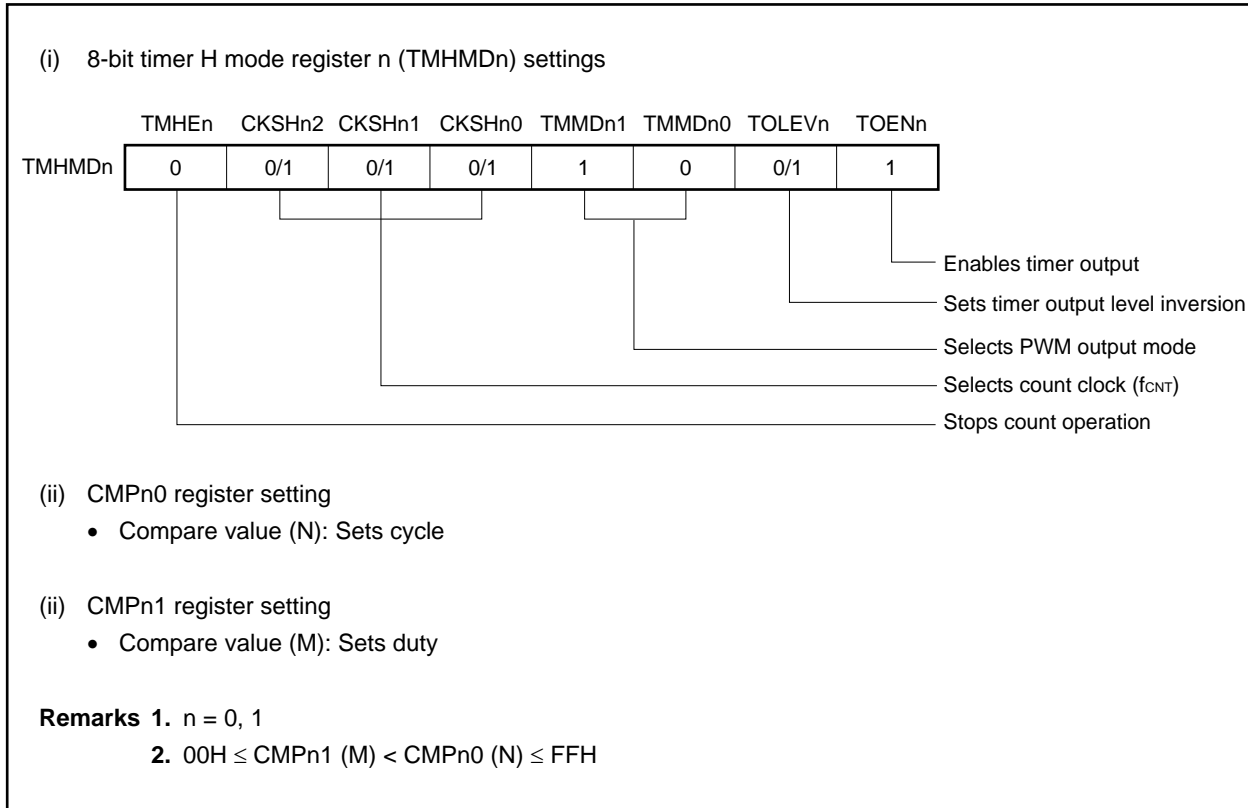 (i) 8-bit timer H mode register n (TMHMDn) settings
TMHEn CKSHn2 CKSHn1 CKSHn0 TMMDn1 TMMDn0 TOLEVn TOENn
TMHMDn 0 0/1 0/1 0/1 1 0 0/1 1
Enables timer output
Sets timer output level inversion
Selects PWM output mode
Selects count clock (fCNT)
Stops count operation
(ii) CMPn0 register setting
• Compare value (N): Sets cycle
(ii) CMPn1 register setting
• Compare value (M): Sets duty
Remarks 1. n = 0, 1
2. 00H ≤ CMPn1 (M) < CMPn0 (N) ≤ FFH